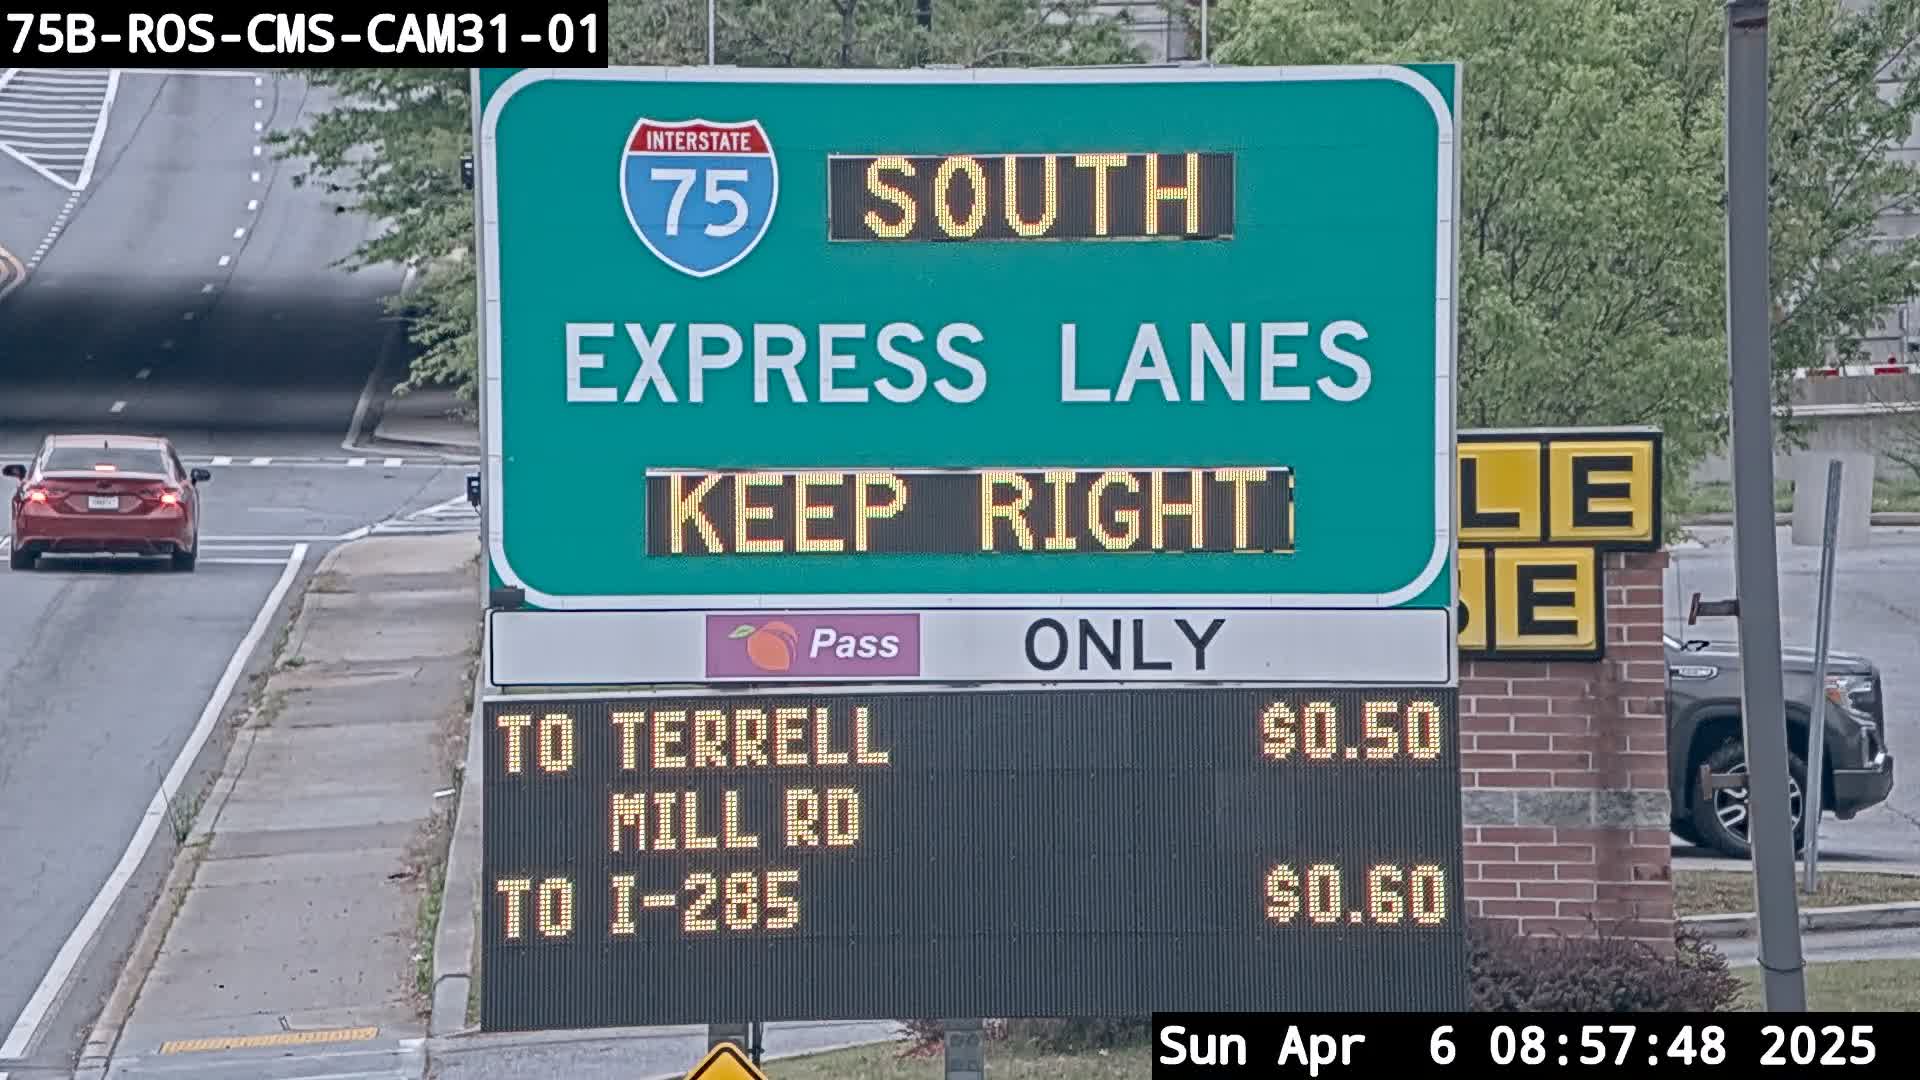 75B-ROS-CMS-CAM31-01
INTERSTATE
75
SOUTH
EXPRESS LANES
KEEP RIGHT
Pass ONLY
LE
E
TO TERRELL $0.50
MILL RD
TO I-285 $0.60
Sun Apr 6 08:57:48 2025